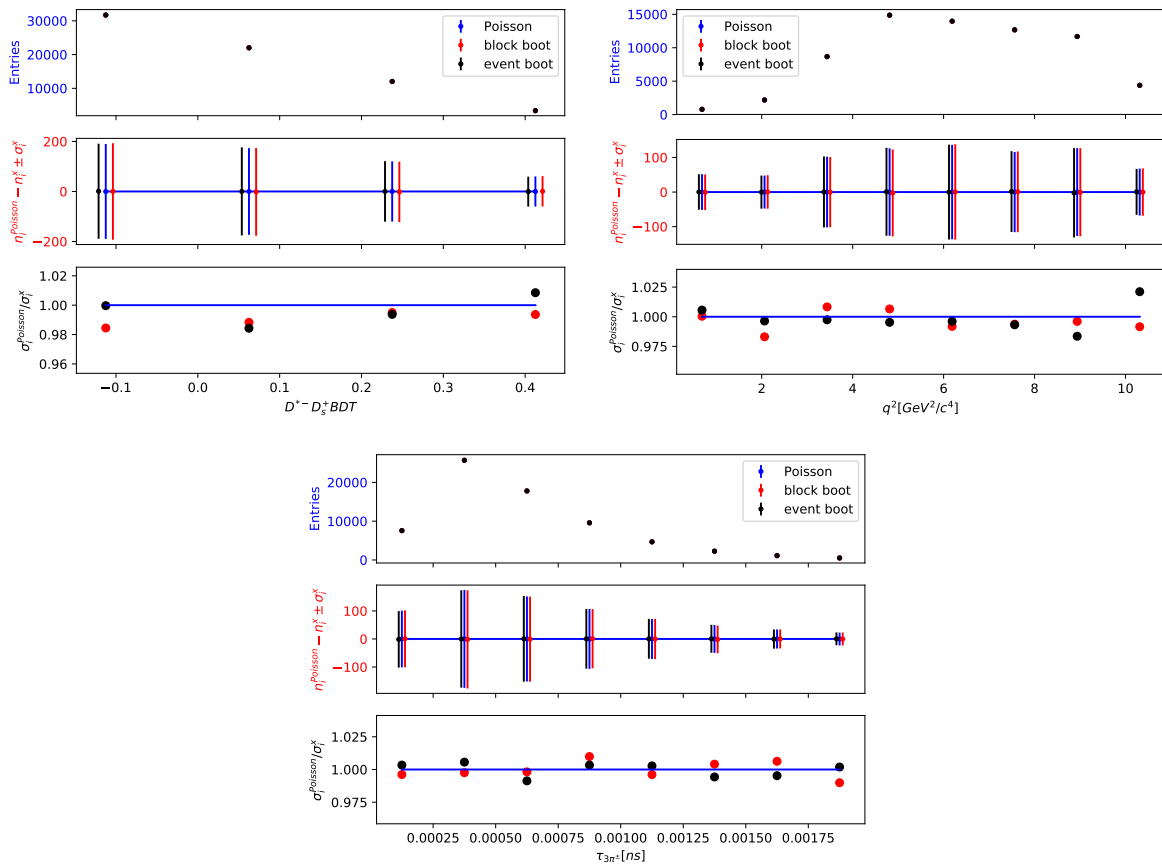 30000
20000
10000
Entries
Poisson
block boot
event boot
200
0
−200
n_i^{Poisson} − n_i^x ± σ_i^x
1.02
1.00
0.98
0.96
σ_i^{Poisson}/σ_i^x
−0.1 0.0 0.1 0.2 0.3 0.4
D^{*−} D_s^+ BDT
15000
10000
5000
0
Entries
Poisson
block boot
event boot
100
0
−100
n_i^{Poisson} − n_i^x ± σ_i^x
1.025
1.000
0.975
σ_i^{Poisson}/σ_i^x
2 4 6 8 10
q^2[GeV^2/c^4]
20000
10000
0
Entries
Poisson
block boot
event boot
100
0
−100
n_i^{Poisson} − n_i^x ± σ_i^x
1.025
1.000
0.975
σ_i^{Poisson}/σ_i^x
0.00025 0.00050 0.00075 0.00100 0.00125 0.00150 0.00175
τ_{3π^±}[ns]